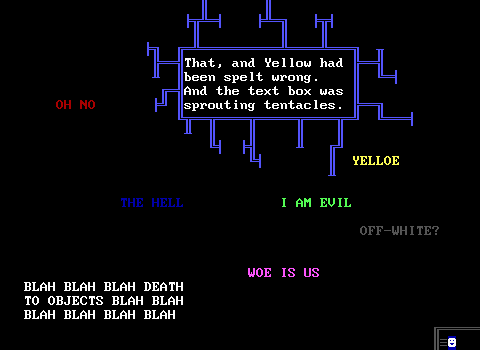 That, and Yellow had
been spelt wrong.
And the text box was
sprouting tentacles.
OH NO
YELLOE
THE HELL
I AM EVIL
OFF-WHITE?
WOE IS US
BLAH BLAH BLAH DEATH
TO OBJECTS BLAH BLAH
BLAH BLAH BLAH BLAH